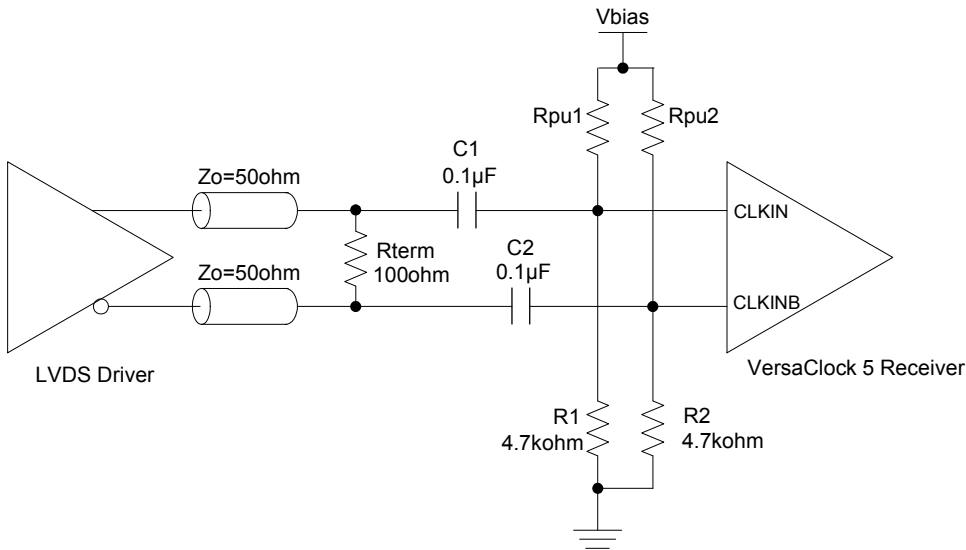 Vbias
Rpu1
Rpu2
C1
0.1µF
Zo=50ohm
CLKIN
Rterm
100ohm
C2
0.1µF
Zo=50ohm
CLKINB
LVDS Driver
VersaClock 5 Receiver
R1
4.7kohm
R2
4.7kohm